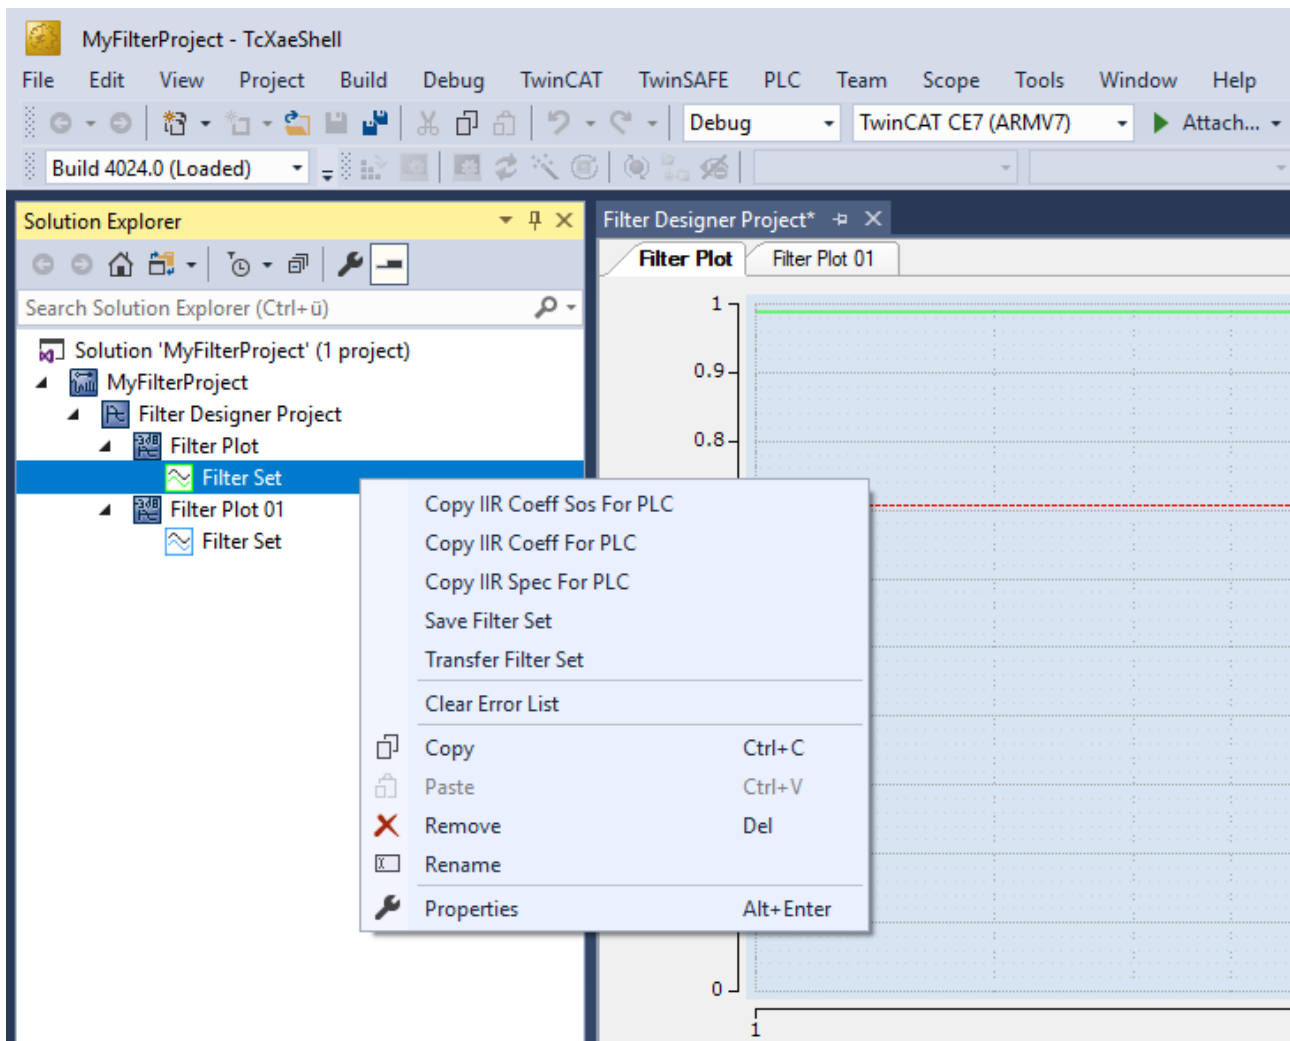 MyFilterProject - TcXaeShell
File Edit View Project Build Debug TwinCAT TwinSAFE PLC Team Scope Tools Window Help
Debug TwinCAT CE7 (ARMV7) Attach...
Build 4024.0 (Loaded)
Solution Explorer
Filter Designer Project*
Filter Plot Filter Plot 01
Search Solution Explorer (Ctrl+ü)
Solution 'MyFilterProject' (1 project)
MyFilterProject
Filter Designer Project
Filter Plot
Filter Set
Filter Plot 01
Filter Set
Copy IIR Coeff Sos For PLC
Copy IIR Coeff For PLC
Copy IIR Spec For PLC
Save Filter Set
Transfer Filter Set
Clear Error List
Copy Ctrl+C
Paste Ctrl+V
Remove Del
Rename
Properties Alt+Enter
1
0.9
0.8
0
1